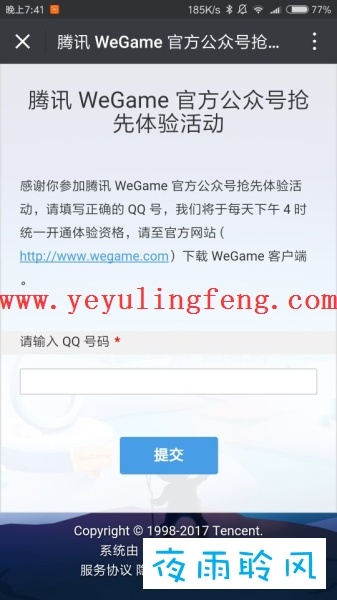 晚上7:41
185K/s
77%
腾讯 WeGame 官方公众号抢...
腾讯 WeGame 官方公众号抢
先体验活动
感谢你参加腾讯 WeGame 官方公众号抢先体验活
动，请填写正确的 QQ 号，我们将于每天下午 4 时
统一开通体验资格，请至官方网站 (
http://www.wegame.com ) 下载 WeGame 客户端
。
www.yeyulingfeng.com
请输入 QQ 号码 *
提交
Copyright © 1998-2017 Tencent.
系统由
服务协议 隐
夜雨聆风